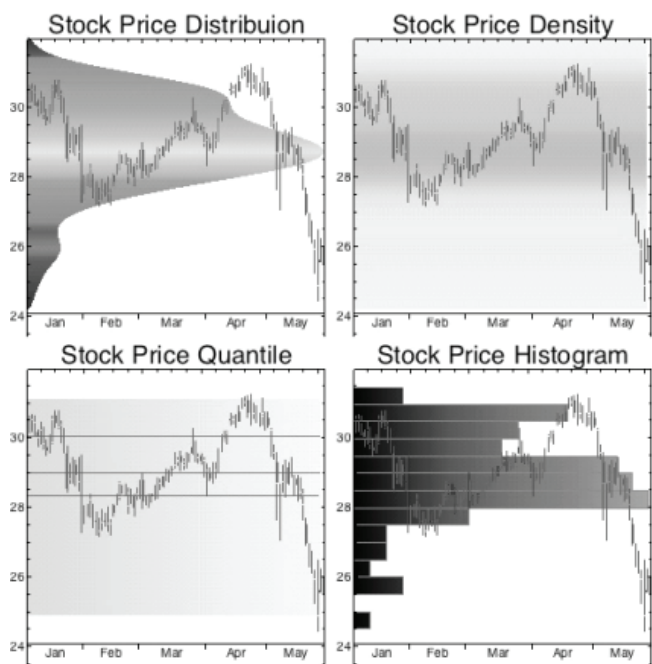 Stock Price Distribuion
30
28
26
24
Jan Feb Mar Apr May
Stock Price Density
30
28
26
24
Jan Feb Mar Apr May
Stock Price Quantile
30
28
26
24
Jan Feb Mar Apr May
Stock Price Histogram
30
28
26
24
Jan Feb Mar Apr May